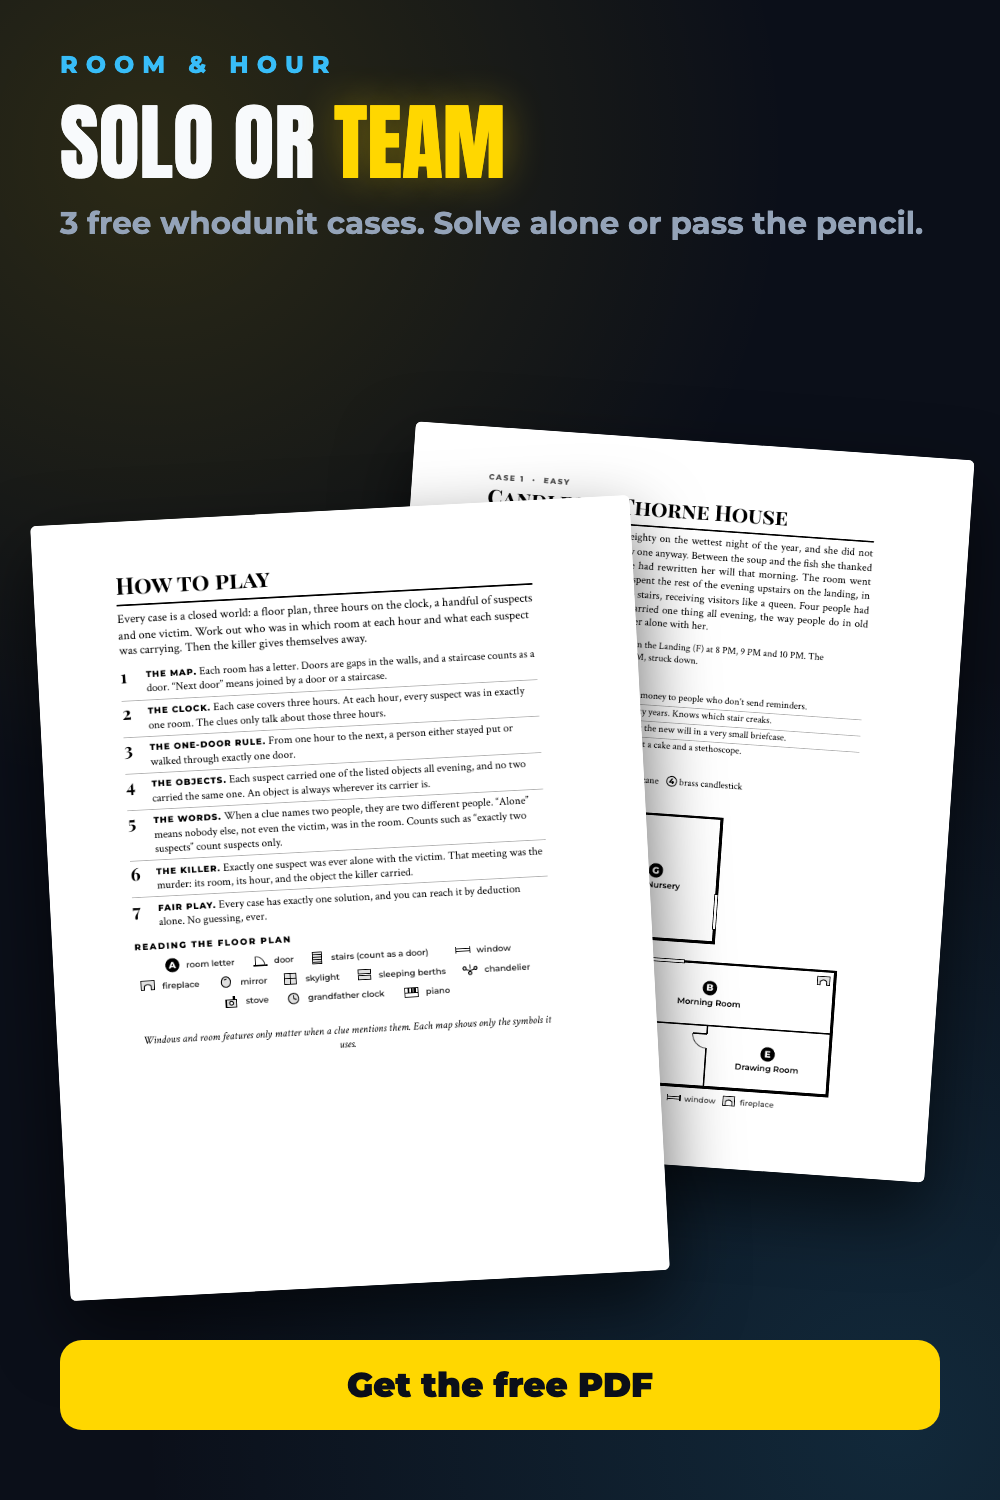 ROOM & HOUR
SOLO OR TEAM
3 free whodunit cases. Solve alone or pass the pencil.
HOW TO PLAY
Every case is a closed world: a floor plan, three hours on the clock, a handful of suspects
and one victim. Work out who was in which room at each hour and what each suspect
was carrying. Then the killer gives themselves away.
1 THE MAP. Each room has a letter. Doors are gaps in the walls, and a staircase counts as a
door. “Next door” means joined by a door or a staircase.
2 THE CLOCK. Each case covers three hours. At each hour, every suspect was in exactly
one room. The clues only talk about those three hours.
3 THE ONE-DOOR RULE. From one hour to the next, a person either stayed put or
walked through exactly one door.
4 THE OBJECTS. Each suspect carried one of the listed objects all evening, and no two
carried the same one. An object is always wherever its carrier is.
5 THE WORDS. When a clue names two people, they are two different people. “Alone”
means nobody else, not even the victim, was in the room. Counts such as “exactly two
suspects” count suspects only.
6 THE KILLER. Exactly one suspect was ever alone with the victim. That meeting was the
murder: its room, its hour, and the object the killer carried.
7 FAIR PLAY. Every case has exactly one solution, and you can reach it by deduction
alone. No guessing, ever.
READING THE FLOOR PLAN
A room letter door stairs (count as a door) window
fireplace mirror skylight sleeping berths chandelier
stove grandfather clock piano
Windows and room features only matter when a clue mentions them. Each map shows only the symbols it
uses.
CASE 1 · EASY
THORNE HOUSE
eighty on the wettest night of the year, and she did not
one anyway. Between the soup and the fish she thanked
had rewritten her will that morning. The room went
spent the rest of the evening upstairs on the landing, in
stairs, receiving visitors like a queen. Four people had
arried one thing all evening, the way people do in old
er alone with her.
n the Landing (F) at 8 PM, 9 PM and 10 PM. The
M, struck down.
money to people who don’t send reminders.
y years. Knows which stair creaks.
the new will in a very small briefcase.
t a cake and a stethoscope.
ane 4 brass candlestick
G
Nursery
B
Morning Room
E
Drawing Room
window fireplace
Get the free PDF